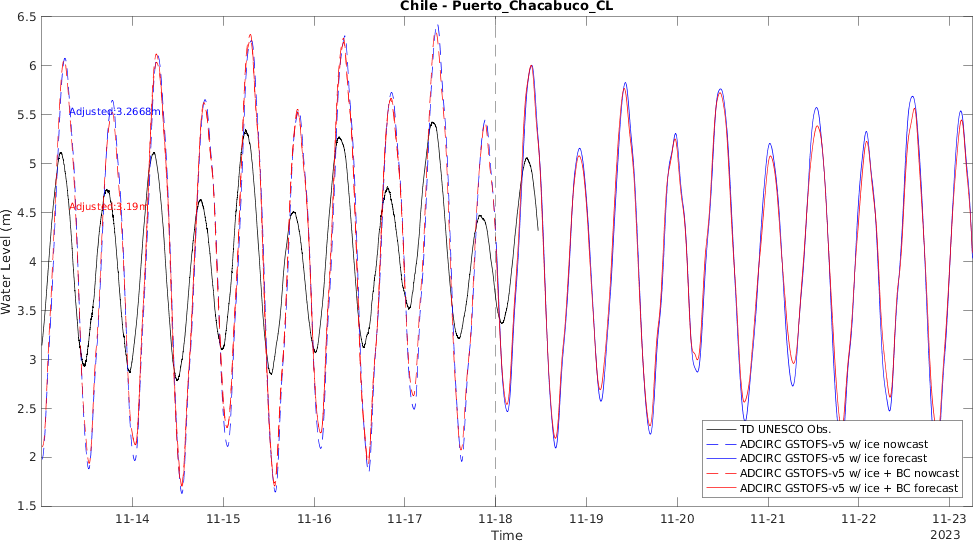 Chile - Puerto_Chacabuco_CL
6.5
6
5.5
5
4.5
4
3.5
3
2.5
2
1.5
Water Level (m)
Adjusted:3.2668m
Adjusted:3.19m
TD UNESCO Obs.
ADCIRC GSTOFS-v5 w/ ice nowcast
ADCIRC GSTOFS-v5 w/ ice forecast
ADCIRC GSTOFS-v5 w/ ice + BC nowcast
ADCIRC GSTOFS-v5 w/ ice + BC forecast
11-14 11-15 11-16 11-17 11-18 11-19 11-20 11-21 11-22 11-23
2023
Time